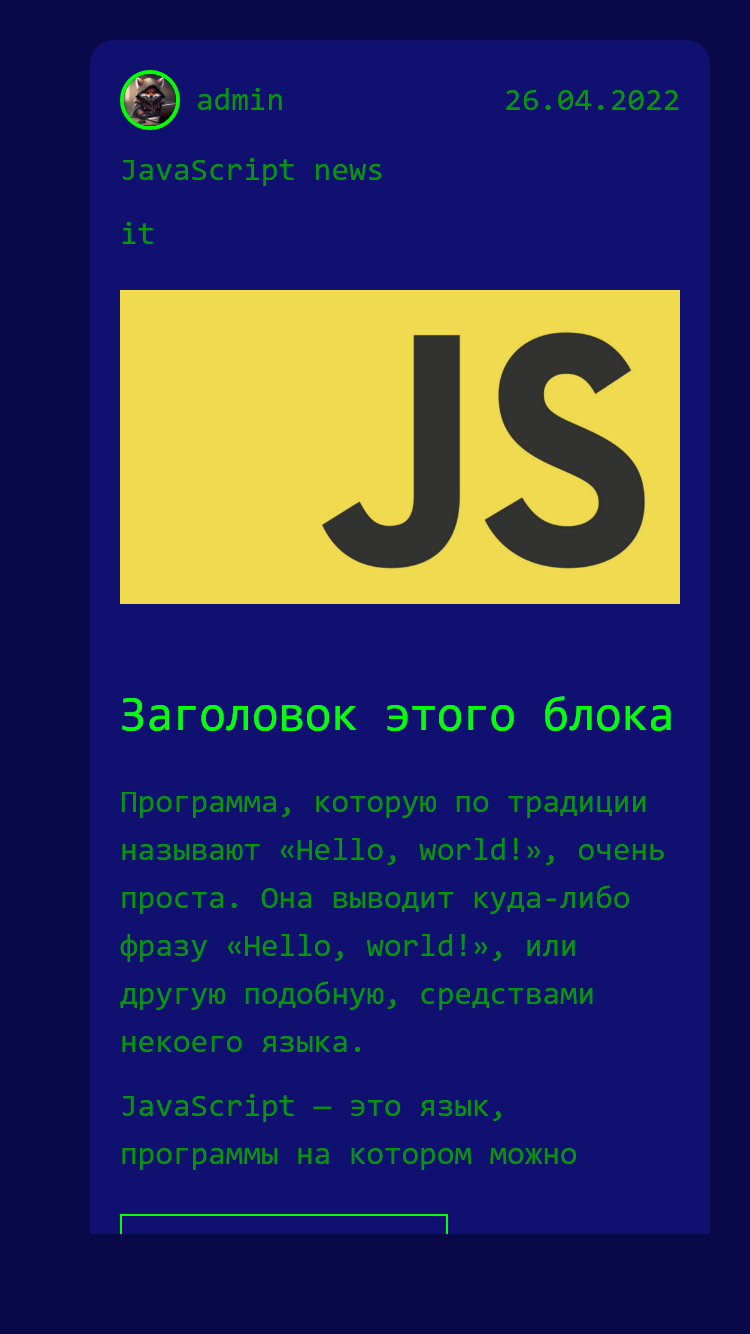 admin 26.04.2022
JavaScript news
it
JS
Заголовок этого блока
Программа, которую по традиции
называют «Hello, world!», очень
проста. Она выводит куда-либо
фразу «Hello, world!», или
другую подобную, средствами
некоего языка.
JavaScript — это язык,
программы на котором можно